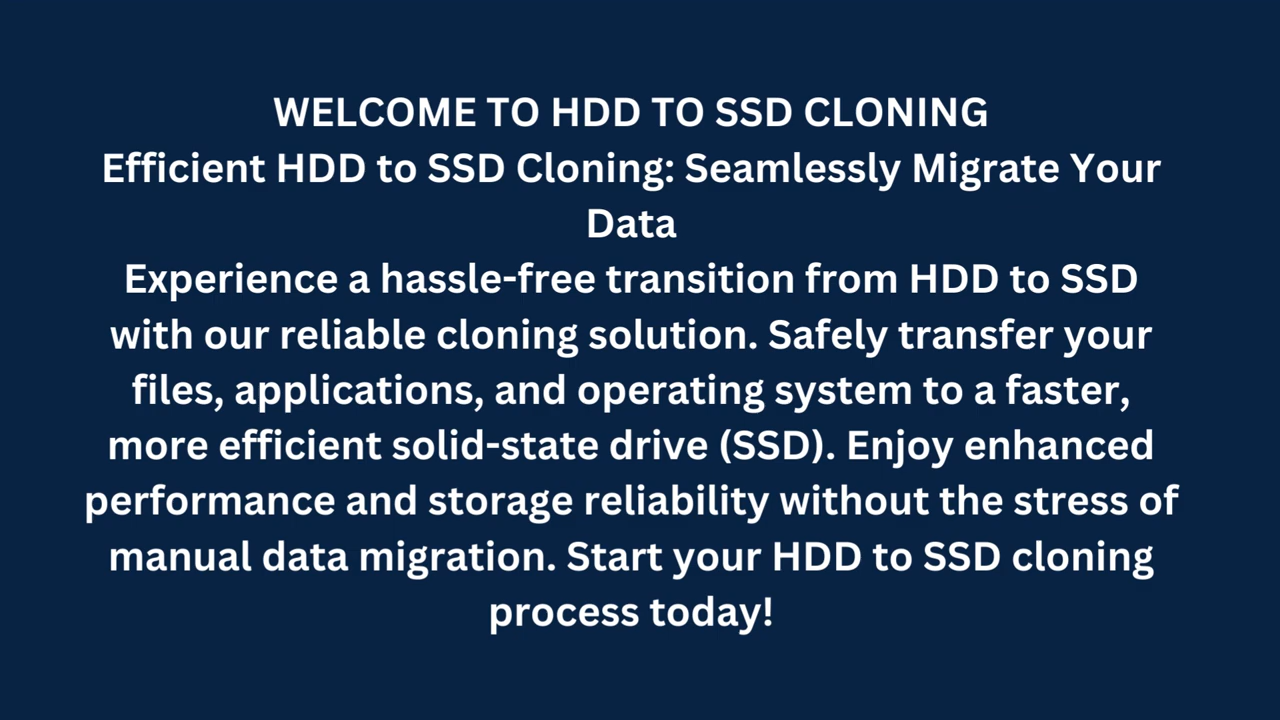 WELCOME TO HDD TO SSD CLONING
Efficient HDD to SSD Cloning: Seamlessly Migrate Your
Data
Experience a hassle-free transition from HDD to SSD
with our reliable cloning solution. Safely transfer your
files, applications, and operating system to a faster,
more efficient solid-state drive (SSD). Enjoy enhanced
performance and storage reliability without the stress of
manual data migration. Start your HDD to SSD cloning
process today!